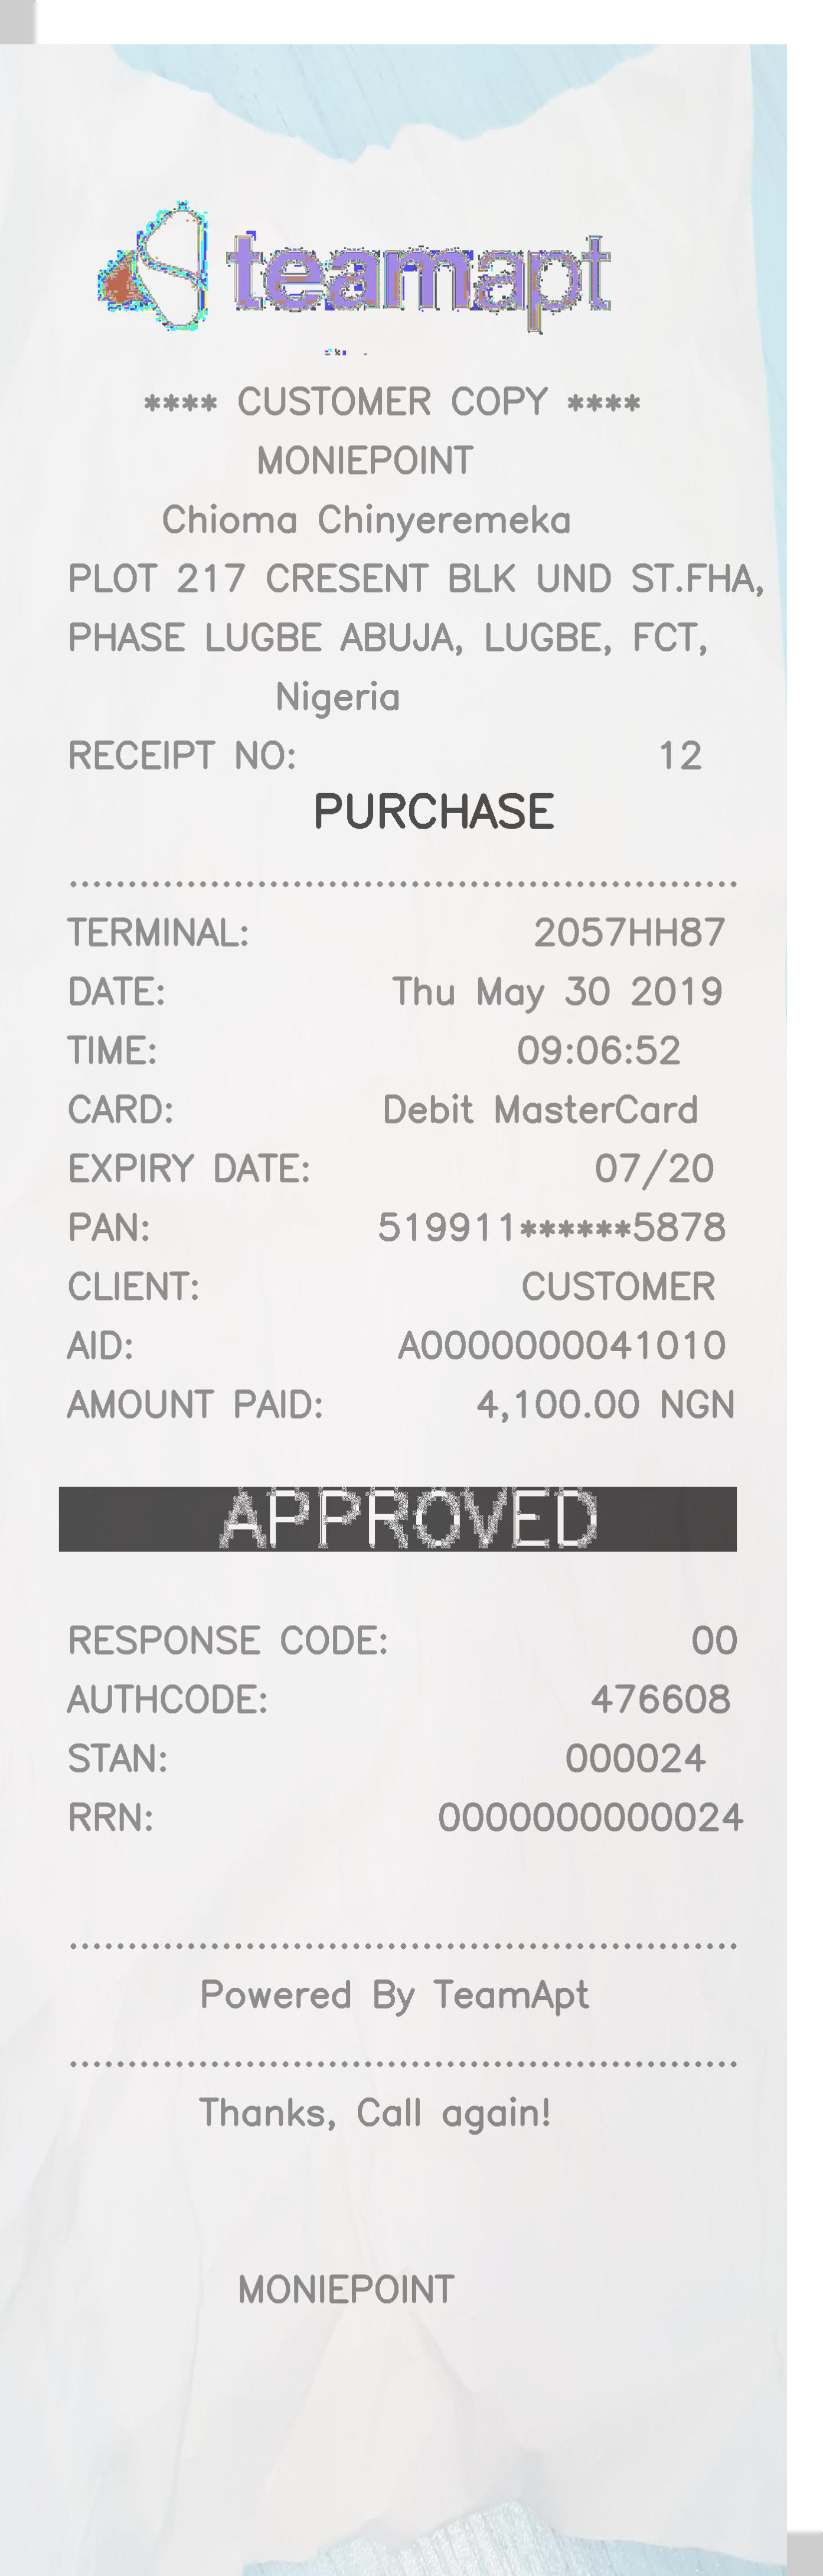 teamapt
**** CUSTOMER COPY ****
MONIEPOINT
Chioma Chinyeremeka
PLOT 217 CRESENT BLK UND ST.FHA,
PHASE LUGBE ABUJA, LUGBE, FCT,
Nigeria
RECEIPT NO: 12
PURCHASE
TERMINAL: 2057HH87
DATE: Thu May 30 2019
TIME: 09:06:52
CARD: Debit MasterCard
EXPIRY DATE: 07/20
PAN: 519911******5878
CLIENT: CUSTOMER
AID: A0000000041010
AMOUNT PAID: 4,100.00 NGN
APPROVED
RESPONSE CODE: 00
AUTHCODE: 476608
STAN: 000024
RRN: 0000000000024
Powered By TeamApt
Thanks, Call again!
MONIEPOINT